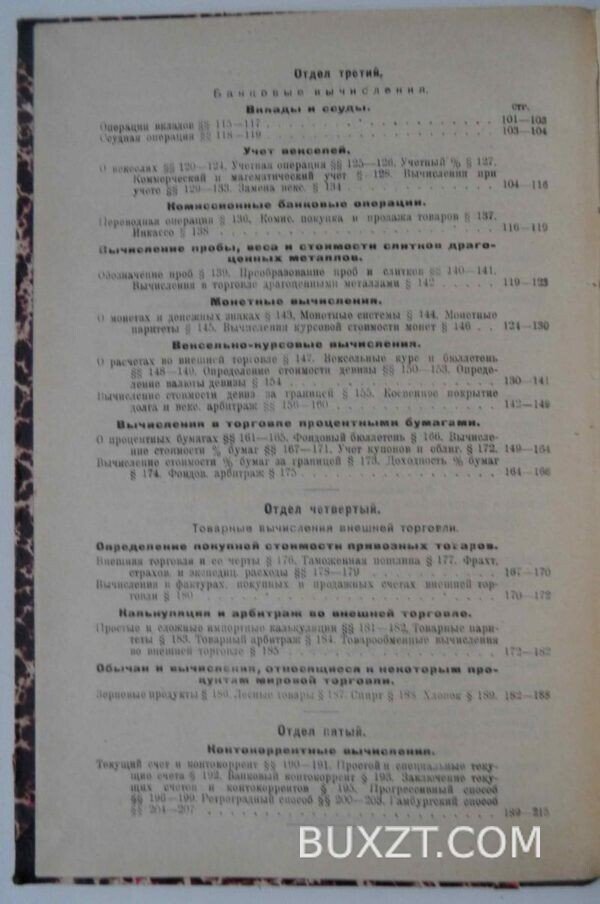 Отдел третий.
Банковые вычисления.
Вклады и ссуды. стр.
Операции вкладов §§ 115—117 . . . 101—103
Ссудная операция §§ 118—119 . . . 103—104
Учет векселей.
О векселях §§ 120—124. Учетная операция §§ 125—126. Учетный % § 127.
Коммерческий и математический учет § 128. Вычисления при
учете §§ 129—133. Замена векс. § 134 . . . 104—116
Комиссионные банковые операции.
Переводная операция § 136. Комис. покупка и продажа товаров § 137.
Инкассо § 138 . . . 116—119
Вычисление пробы, веса и стоимости слитков драго-
ценных металлов.
Обозначение проб § 139. Преобразование проб и слитков §§ 140—141.
Вычисления в торговле драгоценными металлами § 142 . . . 119—123
Монетные вычисления.
О монетах и денежных знаках § 143. Монетные системы § 144. Монетные
паритеты § 145. Вычисления курсовой стоимости монет § 146 . . 124—130
Вексельно-курсовые вычисления.
О расчетах во внешней торговле § 147. Вексельные курс и бюллетень
§§ 148—149. Определение стоимости девизы §§ 150—153. Опреде-
ление валюты девизы § 154 . . . 130—141
Вычисление стоимости девиз за границей § 155. Косвенное покрытие
долга и векс. арбитраж §§ 156—160 . . . 142—149
Вычисления в торговле процентными бумагами.
О процентных бумагах §§ 161—165. Фондовый бюллетень § 166. Вычисле-
ние стоимости % бумаг §§ 167—171. Учет купонов и облиг. § 172. 149—164
Вычисление стоимости % бумаг за границей § 173. Доходность % бумаг
§ 174. Фондов. арбитраж § 175 . . . 164—166
Отдел четвертый.
Товарные вычисления внешней торговли.
Определение покупной стоимости привозных товаров.
Внешняя торговля и ее черты § 176. Таможенная пошлина § 177. Фрахт,
страхов. и экспедиц. расходы §§ 178—179 . . . 167—170
Вычисления в фактурах, покупных и продажных счетах внешней тор-
говли § 180 . . . 170—172
Калькуляция и арбитраж во внешней торговле.
Простые и сложные импортные калькуляции §§ 181—182. Товарные пари-
теты § 183. Товарный арбитраж § 184. Товарообменные вычисления
во внешней торговле § 185 . . . 172—182
Обычаи и вычисления, относящиеся к некоторым про-
дуктам мировой торговли.
Зерновые продукты § 186. Лесные товары § 187. Спирт § 188 Хлопок § 189. 182—188
Отдел пятый.
Контокоррентные вычисления.
Текущий счет и контокоррент §§ 190—191. Простой и специальные теку-
щие счета § 192. Банковый контокоррент § 193. Заключение теку-
щих счетов и контокоррентов § 195. Прогрессивный способ
§§ 196—199. Ретроградный способ §§ 200—203. Гамбургский способ
§§ 204—207 . . . 189—215
BUXZT.COM